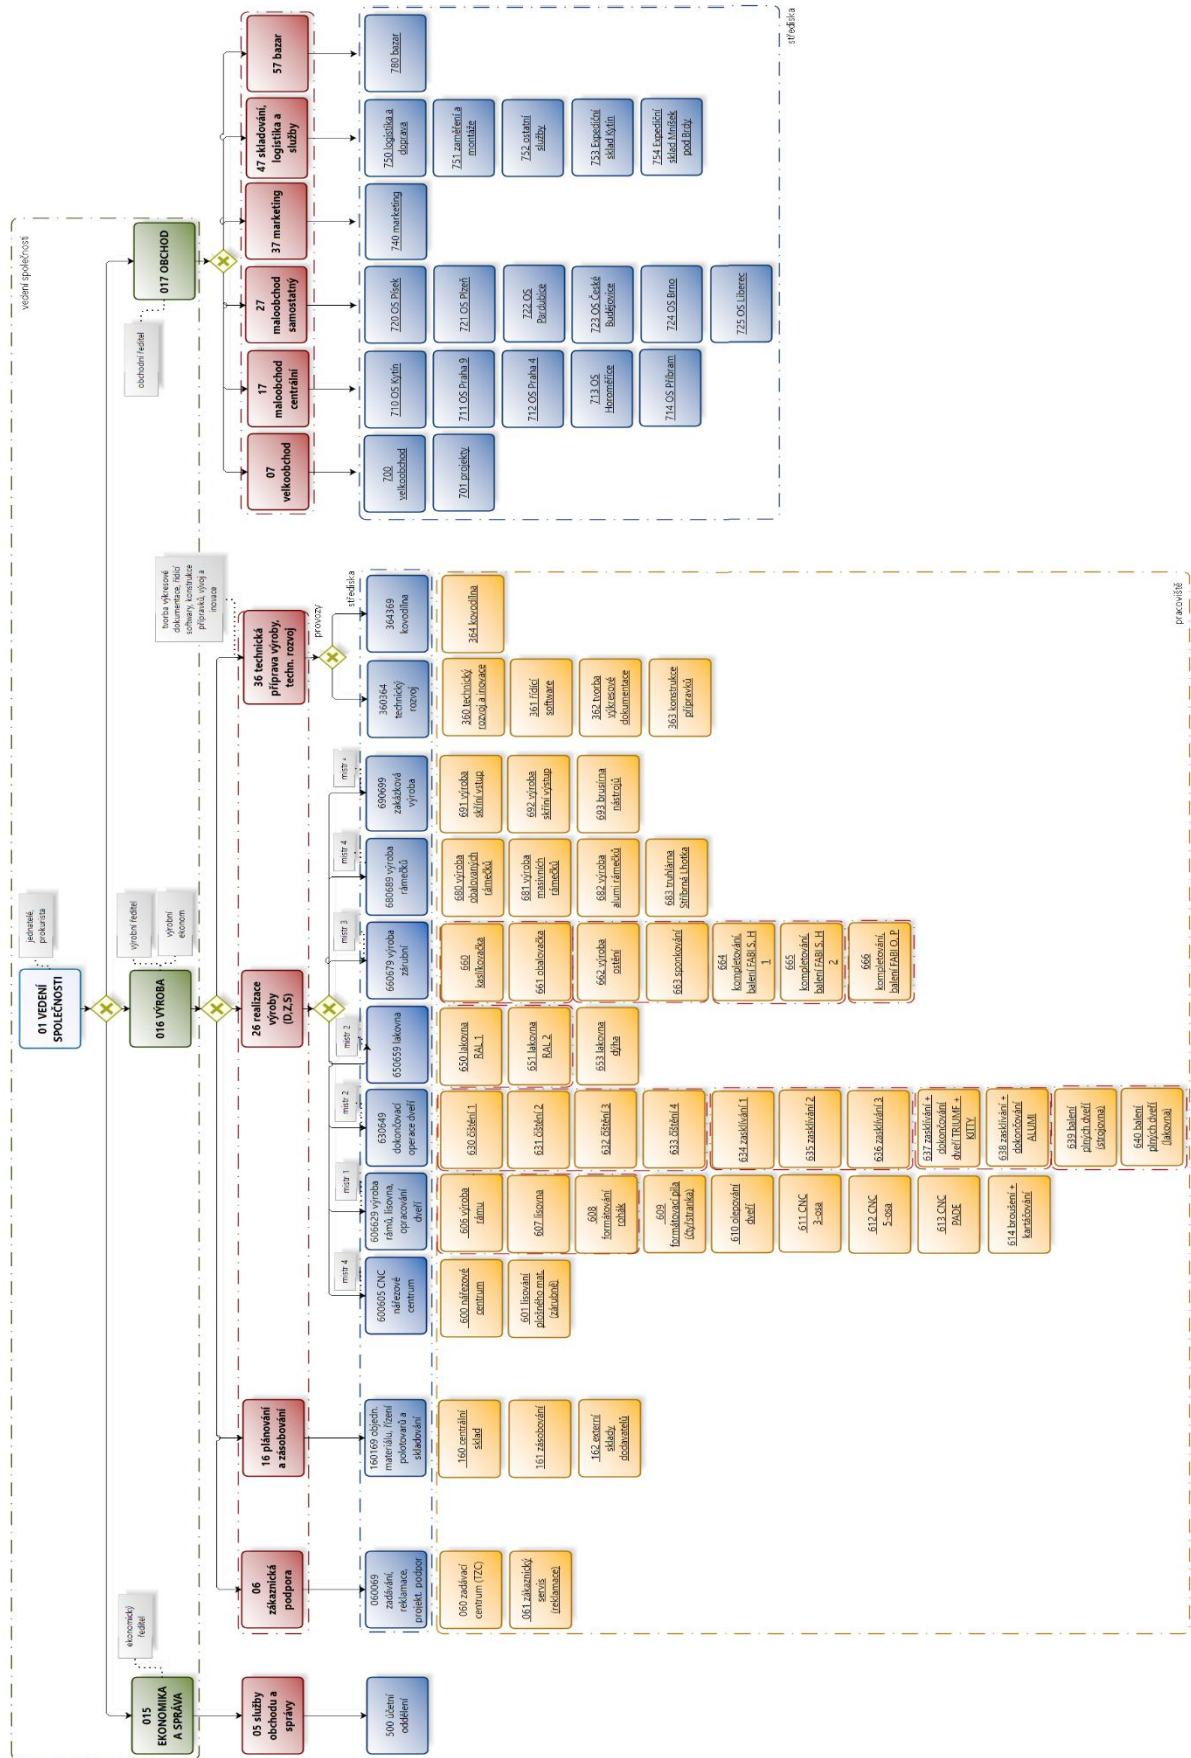 vedení společnosti
01 VEDENÍ
SPOLEČNOSTI
jednatelé,
prokurista
015
EKONOMIKA
A SPRÁVA
ekonomický
ředitel
016 VÝROBA
výrobní ředitel
výrobní
ekonom
017 OBCHOD
obchodní ředitel
05 služby
obchodu a
správy
06
zákaznická
podpora
16 plánování
a zásobování
26 realizace
výroby
(D,Z,S)
36 technická
příprava výroby,
techn. rozvoj
tvorba výkresové
dokumentace, řídící
softwary, konstrukce
přípravků, vývoj a
inovace
provozy
07
velkoobchod
17
maloobchod
centrální
27
maloobchod
samostatný
37 marketing
47 skladování,
logistika a
služby
57 bazar
500 účetní
oddělení
060069
zadávání,
reklamace,
projekt. podpor
160169 objedn.
materiálu, řízení
polotovarů a
skladování
mistr 4
600605 CNC
nářezové
centrum
mistr 1
606629 výroba
rámů, lisovna,
opracování
dveří
mistr 2
630649
dokončovací
operace dveří
mistr 2
650659 lakovna
mistr 3
660679 výroba
zárubní
mistr 4
680689 výroba
rámečků
690699
zakázková
výroba
360364
technický
rozvoj
364369
kovodílna
střediska
060 zadávací
centrum (TZC)
061 zákaznický
servis
(reklamace)
160 centrální
sklad
161 zásobování
162 externí
sklady
dodavatelů
600 nářezové
centrum
601 lisování
plošného mat.
(zárubně)
606 výroba
rámu
607 lisovna
608
formátování
rohák
609
formátovací pila
(čtyřstranka)
610 olepování
dveří
611 CNC
3-osa
612 CNC
5-osa
613 CNC
PADE
614 broušení +
kartáčování
630 čištění 1
631 čištění 2
632 čištění 3
633 čištění 4
634 zasklívání 1
635 zasklívání 2
636 zasklívání 3
637 zasklívání +
dokončování
dveří TRIUMF +
KITTY
638 zasklívání +
dokončování
ALUMI
639 balení
plných dveří
(strojovna)
640 balení
plných dveří
(lakovna)
650 lakovna
RAL 1
651 lakovna
RAL 2
653 lakovna
dýha
660
kašlíkovačka
661 obalovačka
662 výroba
ostění
663 sponkování
664
kompletování,
balení FABI S, H
1
665
kompletování,
balení FABI S, H
2
666
kompletování,
balení FABI O, P
680 výroba
obalovaných
rámečků
681 výroba
masivních
rámečků
682 výroba
alumi rámečků
683 truhlárna
Stříbrná Lhotka
691 výroba
skříní vstup
692 výroba
skříní výstup
693 brusírna
nástrojů
360 technický
rozvoj a inovace
361 řídící
software
362 tvorba
výkresové
dokumentace
363 konstrukce
přípravků
364 kovodílna
pracoviště
700
velkoobchod
701 projekty
710 OS Kytín
711 OS Praha 9
712 OS Praha 4
713 OS
Horoměřice
714 OS Příbram
720 OS Písek
721 OS Plzeň
722 OS
Pardubice
723 OS České
Budějovice
724 OS Brno
725 OS Liberec
740 marketing
750 logistika a
doprava
751 zaměření a
montáže
752 ostatní
služby
753 Expediční
sklad Kytín
754 Expediční
sklad Mníšek
pod Brdy
780 bazar
střediska